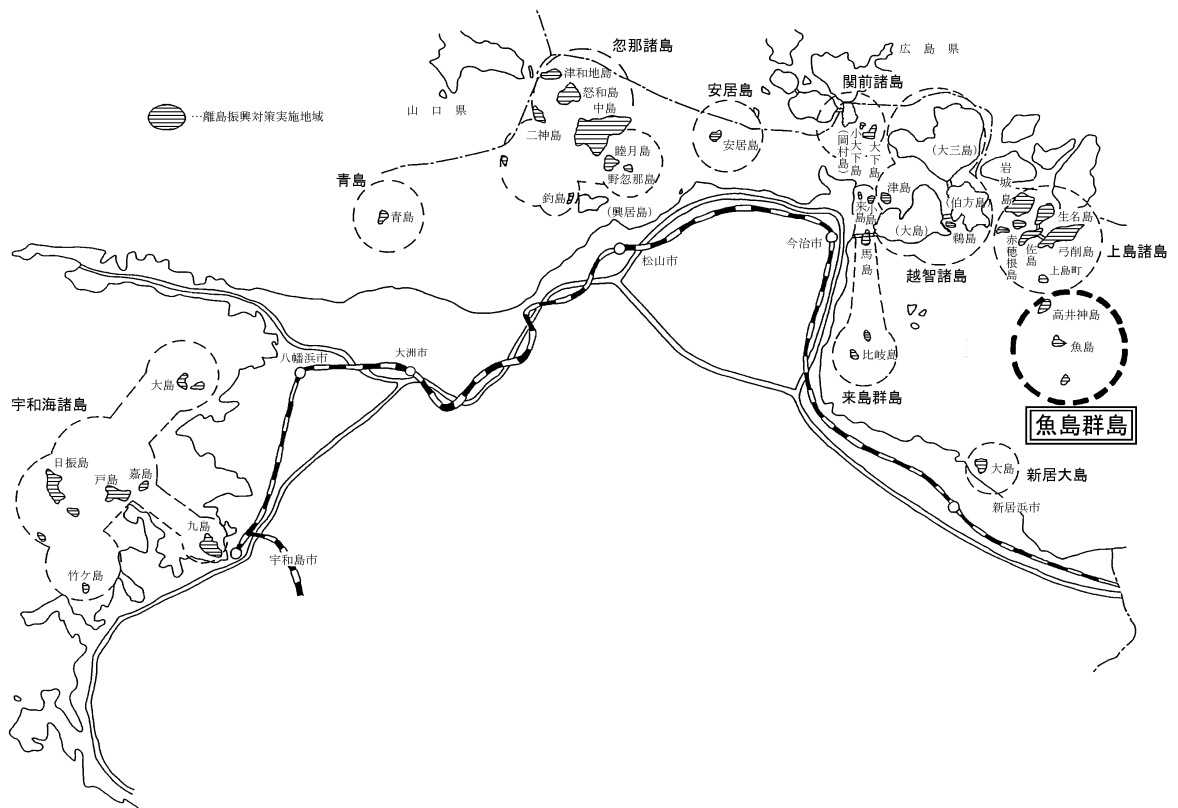 忽那諸島
津和地島
怒和島
中島
二神島
睦月島
野忽那島
釣島
(興居島)
山口県
…離島振興対策実施地域
安居島
安居島
広島県
関前諸島
(岡村島)
小大下島
大下島
(大三島)
岩城島
生名島
佐島
弓削島
赤穂根島
上島町
上島諸島
津島
(伯方島)
(大島)
鵜島
越智諸島
来島
小島
馬島
比岐島
来島群島
高井神島
魚島
魚島群島
青島
青島
松山市
今治市
八幡浜市
大洲市
大島
宇和海諸島
日振島
戸島
嘉島
九島
竹ケ島
宇和島市
大島
新居大島
新居浜市